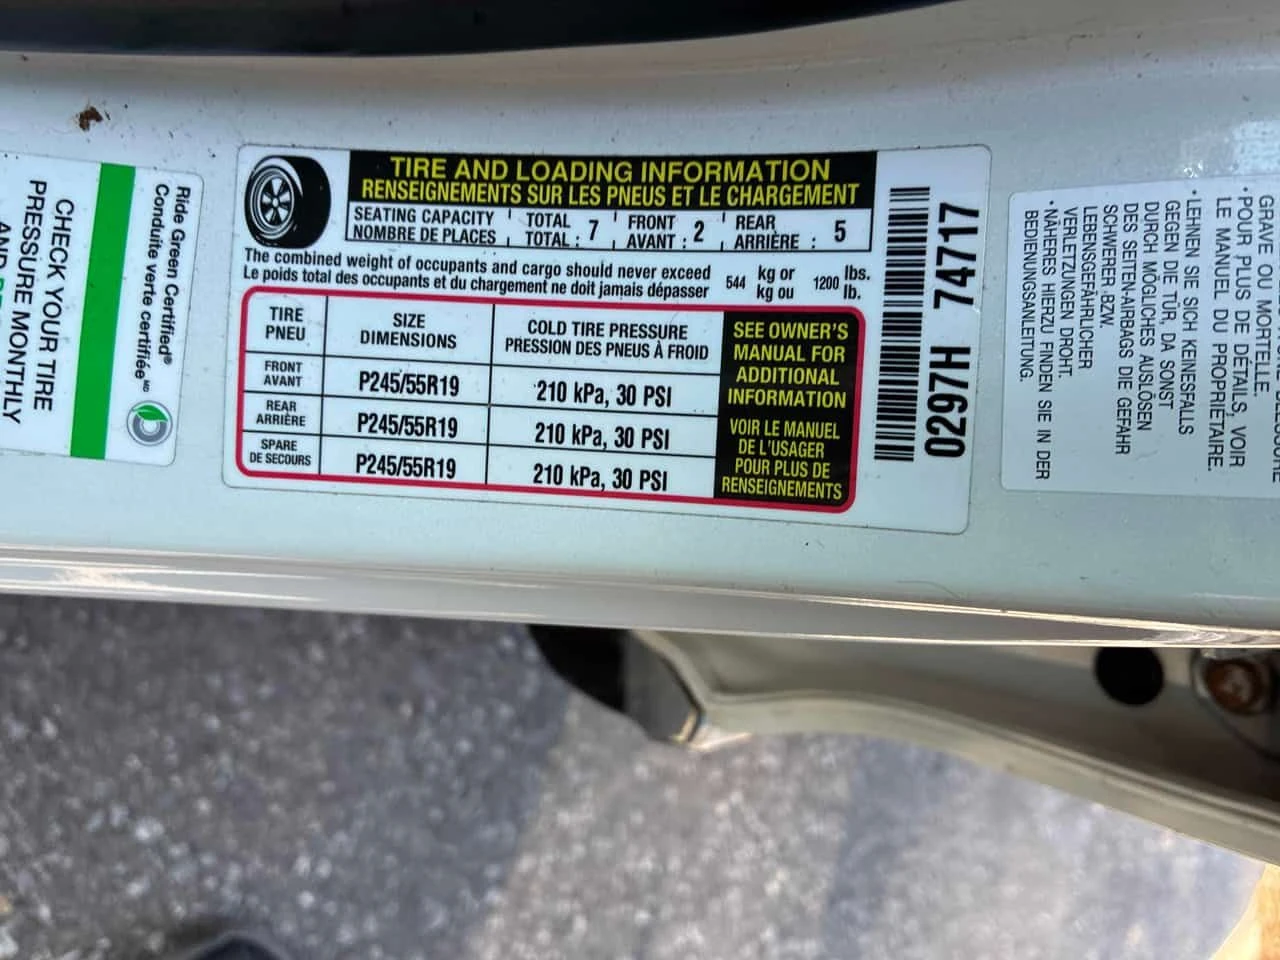 TIRE AND LOADING INFORMATION
RENSEIGNEMENTS SUR LES PNEUS ET LE CHARGEMENT
SEATING CAPACITY TOTAL 7 FRONT 2 REAR 5
NOMBRE DE PLACES TOTAL : AVANT : ARRIÈRE :
The combined weight of occupants and cargo should never exceed 544 kg or 1200 lbs.
Le poids total des occupants et du chargement ne doit jamais dépasser kg ou lb.
TIRE SIZE COLD TIRE PRESSURE
PNEU DIMENSIONS PRESSION DES PNEUS À FROID
FRONT
AVANT
P245/55R19 210 kPa, 30 PSI
REAR
ARRIÈRE
P245/55R19 210 kPa, 30 PSI
SPARE
DE SECOURS
P245/55R19 210 kPa, 30 PSI
SEE OWNER'S
MANUAL FOR
ADDITIONAL
INFORMATION
VOIR LE MANUEL
DE L'USAGER
POUR PLUS DE
RENSEIGNEMENTS
0297H 74717
Ride Green Certified®
Conduite verte certifiée MD
CHECK YOUR TIRE
PRESSURE MONTHLY
AND
GRAVE OU MORTELLE.
• POUR PLUS DE DÉTAILS, VOIR
LE MANUEL DU PROPRIETAIRE.
• LEHNEN SIE SICH KEINESFALLS
GEGEN DIE TÜR, DA SONST
DURCH MÖGLICHES AUSLÖSEN
DES SEITEN-AIRBAGS DIE GEFAHR
SCHWERER -BZW.
LEBENSGEFÄHRLICHER
VERLETZUNGEN DROHT.
• NÄHERES HIERZU FINDEN SIE IN DER
BEDIENUNGSANLEITUNG.